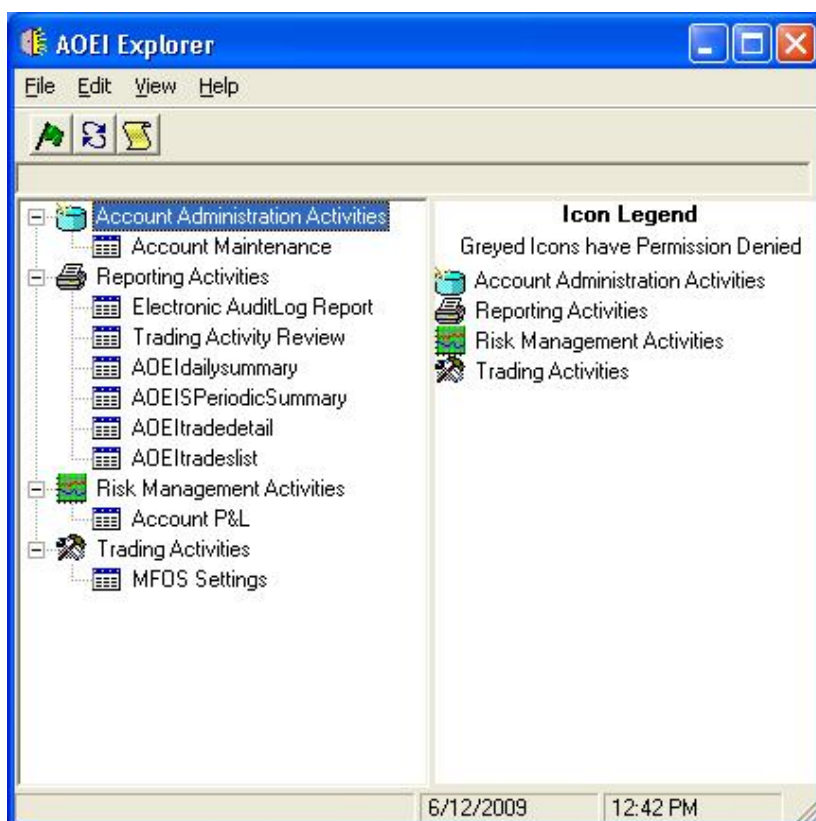 AOEI Explorer
File Edit View Help
Account Administration Activities
Account Maintenance
Reporting Activities
Electronic AuditLog Report
Trading Activity Review
AOEIdailysummary
AOEISPeriodicSummary
AOEItradedetail
AOEItradeslist
Risk Management Activities
Account P&L
Trading Activities
MFOS Settings
Icon Legend
Greyed Icons have Permission Denied
Account Administration Activities
Reporting Activities
Risk Management Activities
Trading Activities
6/12/2009 12:42 PM